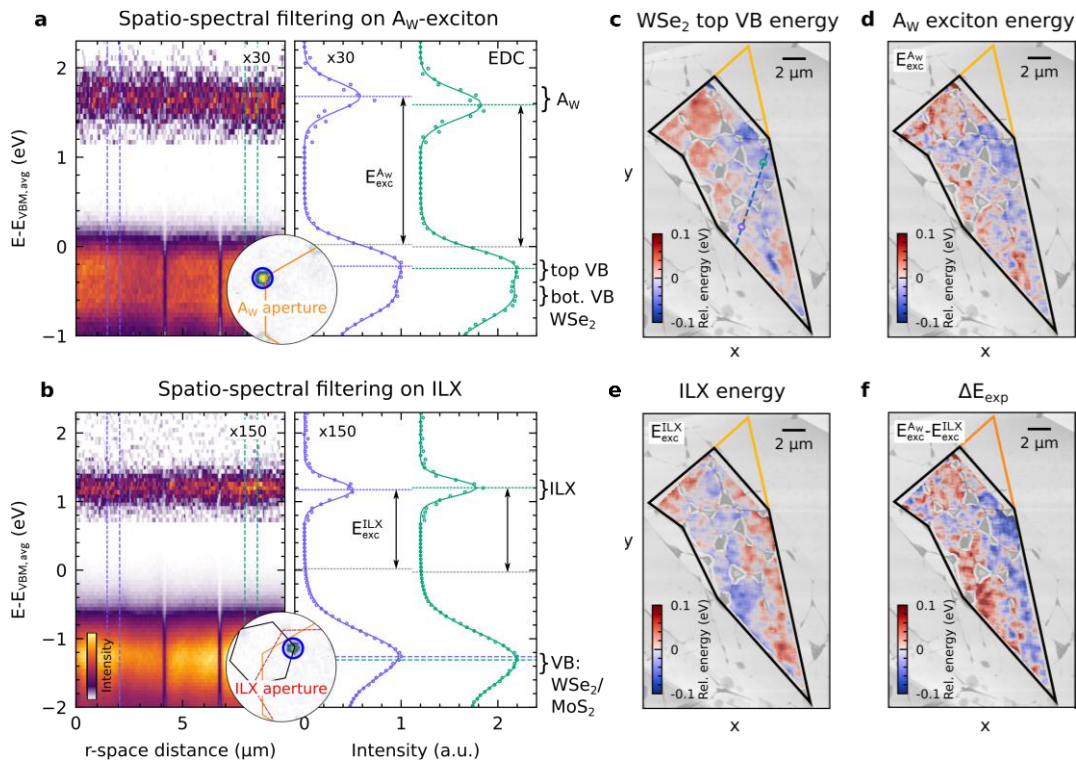 a Spatio-spectral filtering on A_W-exciton
x30
x30
EDC
E-E_VBM,avg (eV)
2
1
0
-1
E_exc^A_W
A_W
top VB
bot. VB
WSe₂
A_W aperture
b Spatio-spectral filtering on ILX
x150
x150
E-E_VBM,avg (eV)
2
1
0
-1
-2
Intensity
E_exc^ILX
ILX
VB:
WSe₂/
MoS₂
ILX aperture
0 5
0 1 2
r-space distance (μm)
Intensity (a.u.)
c WSe₂ top VB energy
2 μm
y
0.1
0
-0.1
Rel. energy (eV)
x
d A_W exciton energy
E_exc^A_W
2 μm
0.1
0
-0.1
Rel. energy (eV)
x
e ILX energy
E_exc^ILX
2 μm
y
0.1
0
-0.1
Rel. energy (eV)
x
f ΔE_exp
E_exc^A_W-E_exc^ILX
2 μm
0.1
0
-0.1
Rel. energy (eV)
x